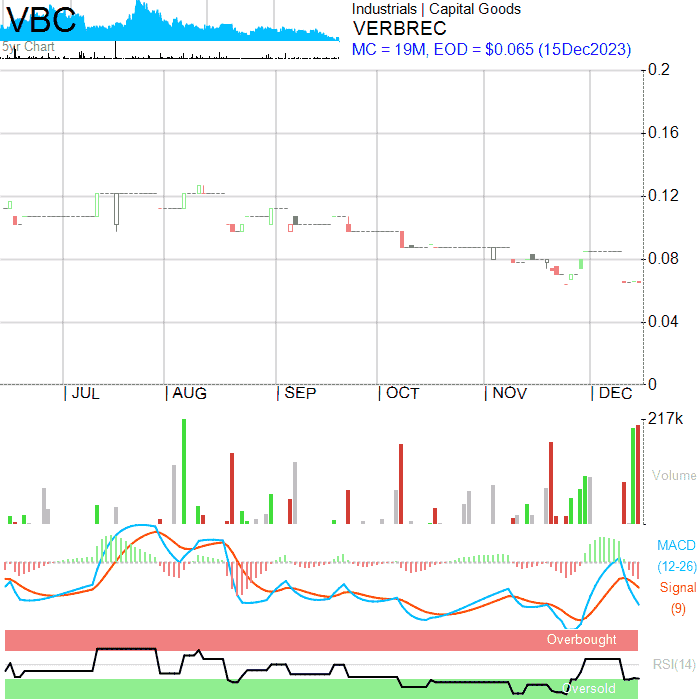 VBC
5yr Chart
Industrials | Capital Goods
VERBREC
MC = 19M, EOD = $0.065 (15Dec2023)
0.2
0.16
0.12
0.08
0.04
0
JUL AUG SEP OCT NOV DEC
217k
Volume
MACD
(12-26)
Signal
(9)
Overbought
RSI(14)
Oversold